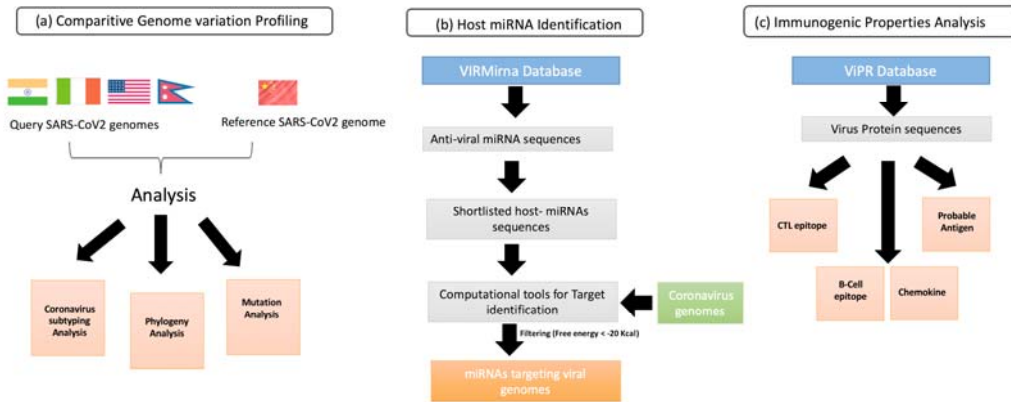 (a) Comparitive Genome variation Profiling
Query SARS-CoV2 genomes
Reference SARS-CoV2 genome
Analysis
Coronavirus
subtyping
Analysis
Phylogeny
Analysis
Mutation
Analysis
(b) Host miRNA Identification
VIRMirna Database
Anti-viral miRNA sequences
Shortlisted host- miRNAs
sequences
Computational tools for Target
identification
Coronavirus
genomes
Filtering (Free energy < -20 Kcal)
miRNAs targeting viral
genomes
(c) Immunogenic Properties Analysis
ViPR Database
Virus Protein sequences
CTL epitope
Probable
Antigen
B-Cell
epitope
Chemokine